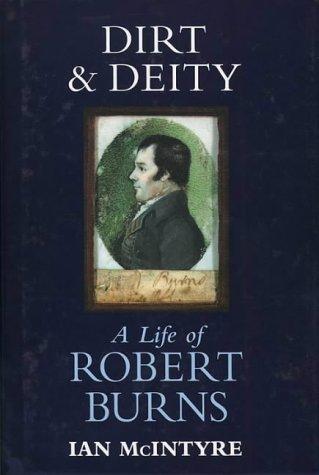 DIRT
& DEITY
A Life of
ROBERT
BURNS
IAN McINTYRE